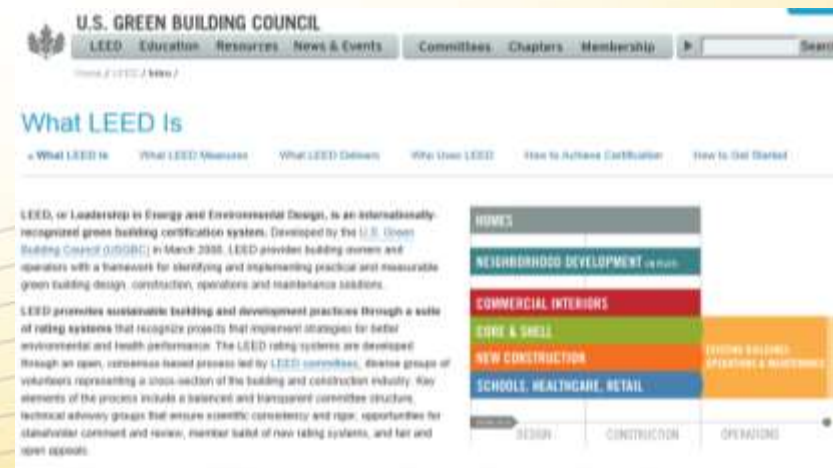 U.S. GREEN BUILDING COUNCIL
LEED Education Resources News & Events Committees Chapters Membership
Home / LEED / Intro /
What LEED Is
What LEED Is What LEED Measures What LEED Delivers Who Uses LEED How to Achieve Certification How to Get Started
LEED, or Leadership in Energy and Environmental Design, is an internationally-
recognized green building certification system. Developed by the U.S. Green
Building Council (USGBC) in March 2000, LEED provides building owners and
operators with a framework for identifying and implementing practical and measurable
green building design, construction, operations and maintenance solutions.
LEED promotes sustainable building and development practices through a suite
of rating systems that recognize projects that implement strategies for better
environmental and health performance. The LEED rating systems are developed
through an open, consensus-based process led by LEED committees, diverse groups of
volunteers representing a cross-section of the building and construction industry. Key
elements of the process include a balanced and transparent committee structure,
technical advisory groups that ensure scientific consistency and rigor, opportunities for
stakeholder comment and review, member ballot of new rating systems, and fair and
open appeals.
HOMES
NEIGHBORHOOD DEVELOPMENT
COMMERCIAL INTERIORS
CORE & SHELL
NEW CONSTRUCTION
SCHOOLS, HEALTHCARE, RETAIL
EXISTING BUILDINGS
OPERATIONS & MAINTENANCE
DESIGN CONSTRUCTION OPERATIONS